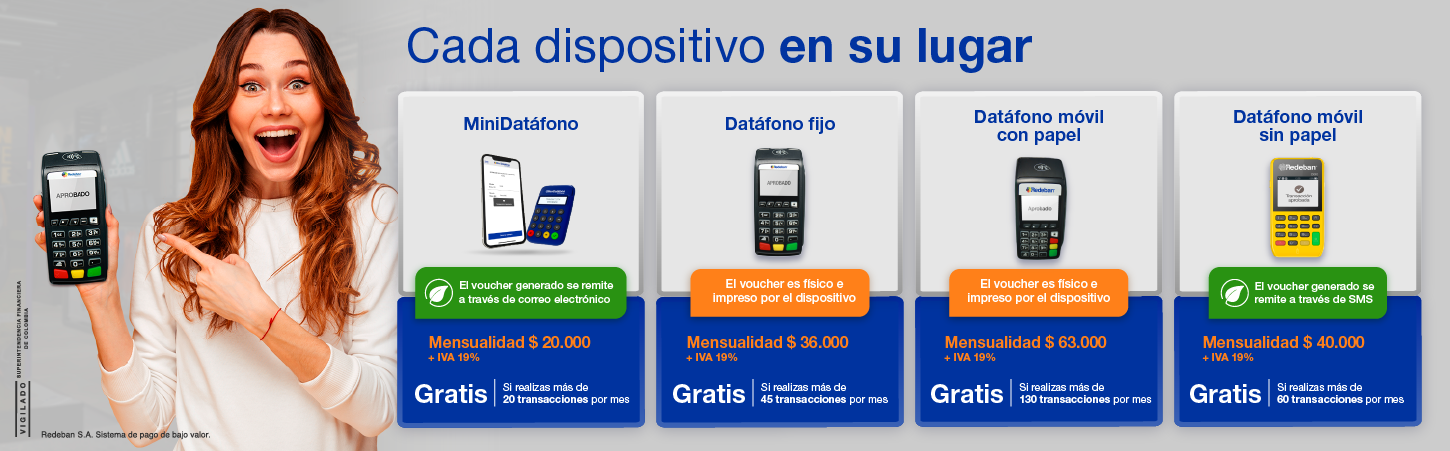 Cada dispositivo en su lugar
MiniDatáfono
El voucher generado se remite
a través de correo electrónico
Mensualidad $ 20.000
+ IVA 19%
Gratis
Si realizas más de
20 transacciones por mes
Datáfono fijo
APROBADO
El voucher es físico e
impreso por el dispositivo
Mensualidad $ 36.000
+ IVA 19%
Gratis
Si realizas más de
45 transacciones por mes
Datáfono móvil
con papel
Redeban
Aprobado
El voucher es físico e
impreso por el dispositivo
Mensualidad $ 63.000
+ IVA 19%
Gratis
Si realizas más de
130 transacciones por mes
Datáfono móvil
sin papel
Redeban
Transacción
aprobada
El voucher generado se
remite a través de SMS
Mensualidad $ 40.000
+ IVA 19%
Gratis
Si realizas más de
60 transacciones por mes
APROBADO
VIGILADO
SUPERINTENDENCIA FINANCIERA
DE COLOMBIA
Redeban S.A. Sistema de pago de bajo valor.